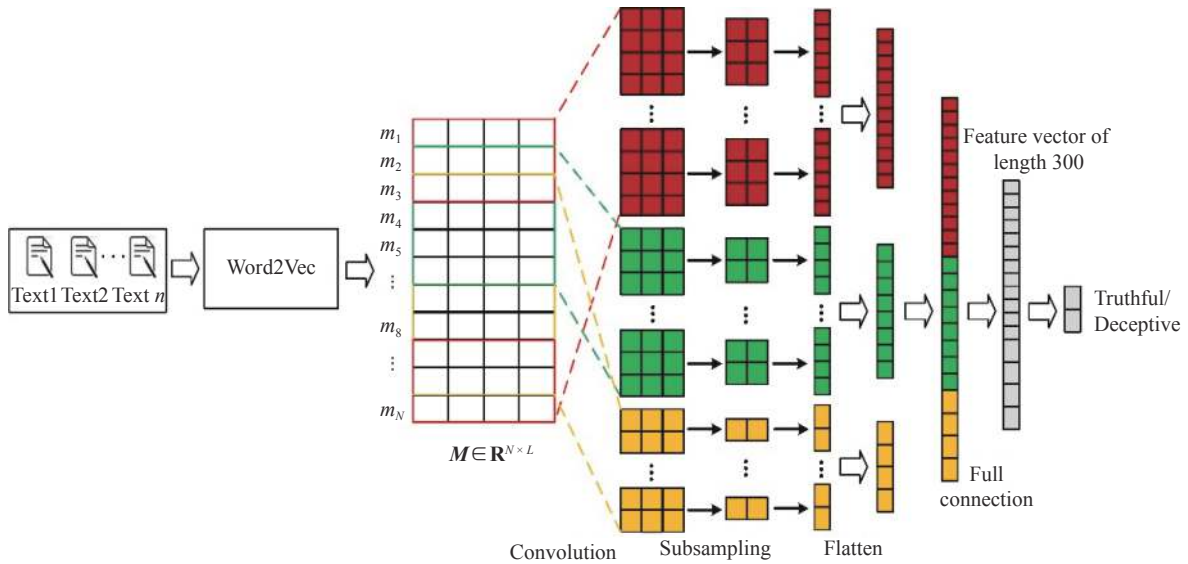 Text1 Text2 ··· Text n
Word2Vec
m1
m2
m3
m4
m5
⋮
m8
⋮
mN
M ∈ R^{N × L}
Convolution
Subsampling
Flatten
Full
connection
Feature vector of
length 300
Truthful/
Deceptive